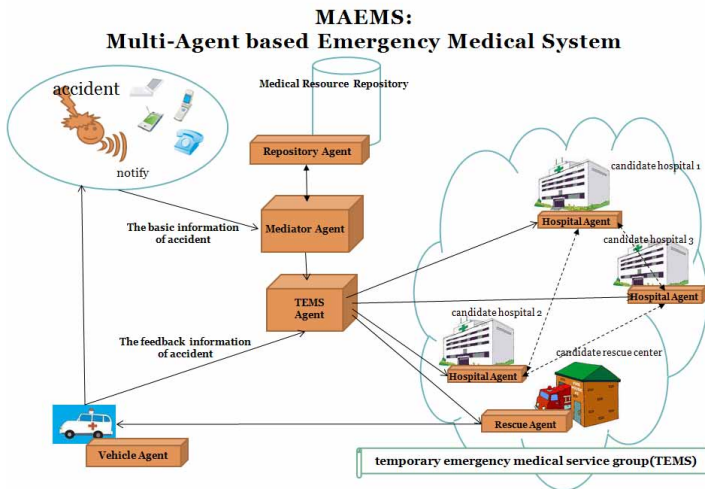 MAEMS:
Multi-Agent based Emergency Medical System
Medical Resource Repository
accident
notify
Repository Agent
The basic information
of accident
Mediator Agent
TEMS
Agent
The feedback information
of accident
Vehicle Agent
candidate hospital 1
Hospital Agent
candidate hospital 3
Hospital Agent
candidate hospital 2
Hospital Agent
candidate rescue center
Rescue Agent
temporary emergency medical service group(TEMS)